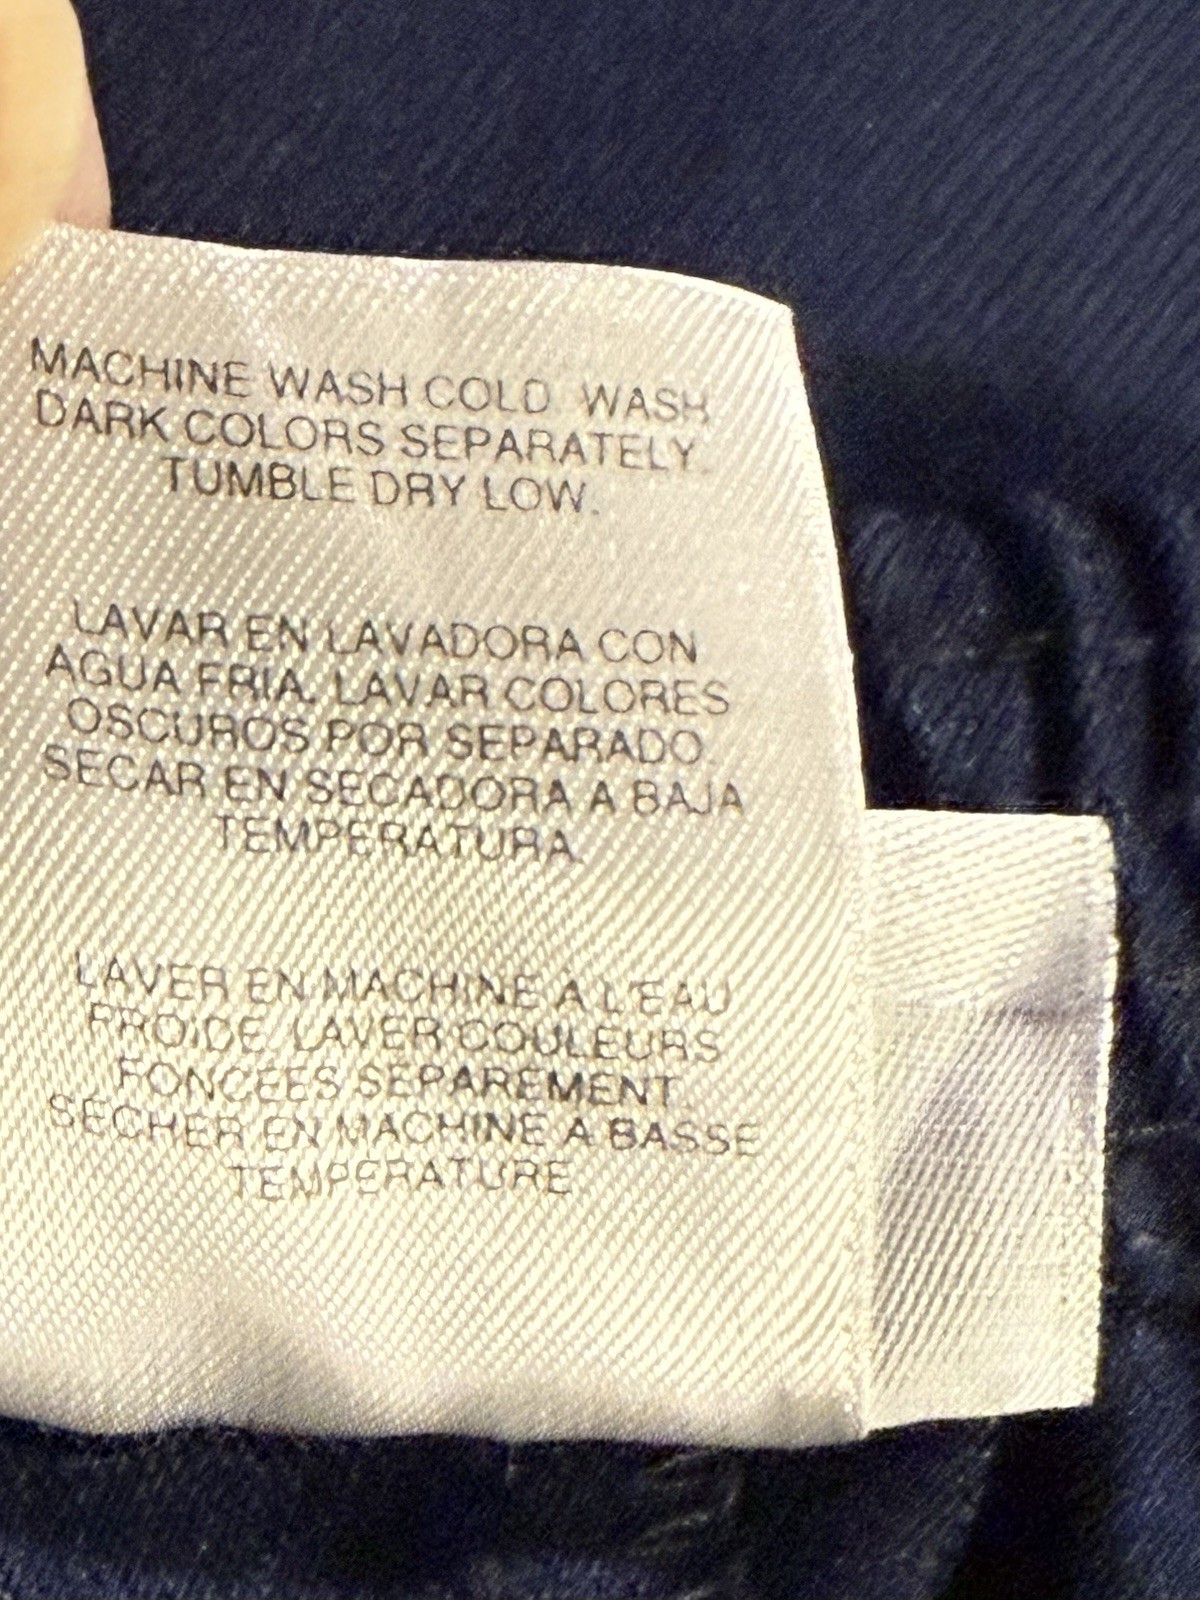 MACHINE WASH COLD WASH
DARK COLORS SEPARATELY.
TUMBLE DRY LOW.
LAVAR EN LAVADORA CON
AGUA FRIA. LAVAR COLORES
OSCUROS POR SEPARADO.
SECAR EN SECADORA A BAJA
TEMPERATURA.
LAVER EN MACHINE A L'EAU
FROIDE. LAVER COULEURS
FONCEES SEPAREMENT.
SECHER EN MACHINE A BASSE
TEMPERATURE